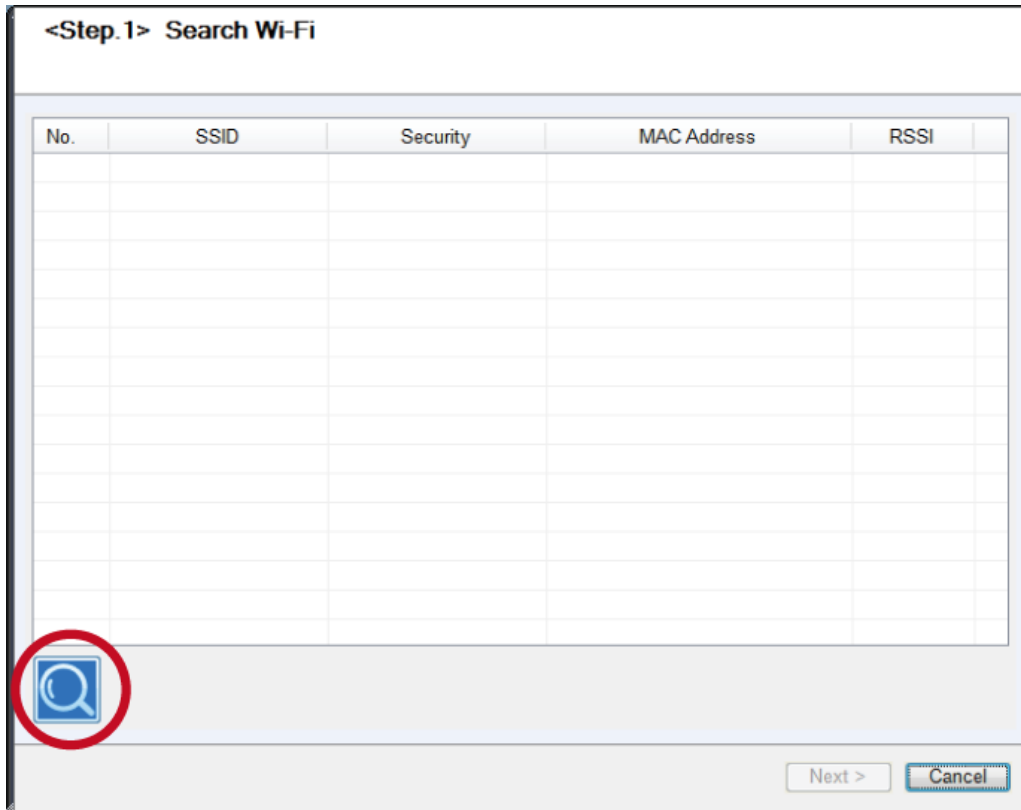 <Step.1> Search Wi-Fi
No. SSID Security MAC Address RSSI
Next > Cancel